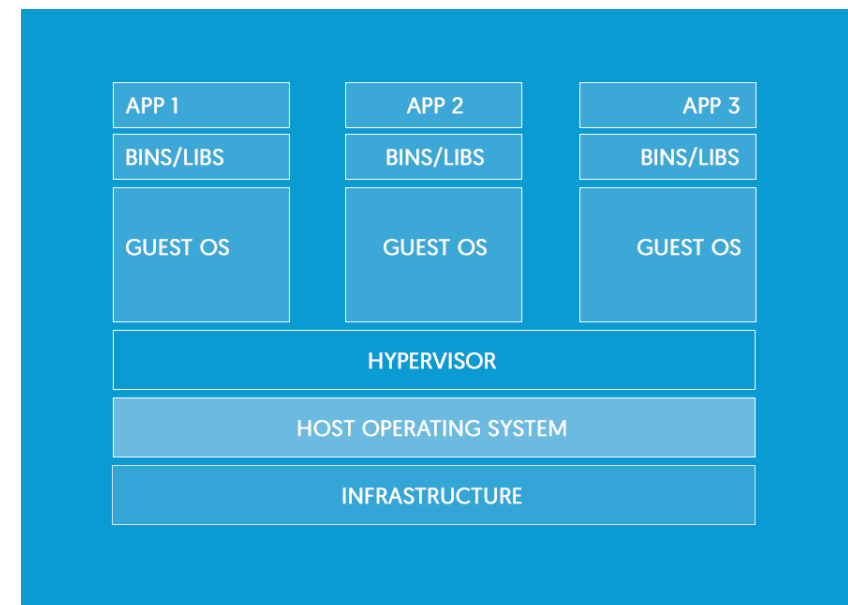 APP 1
APP 2
APP 3
BINS/LIBS
BINS/LIBS
BINS/LIBS
GUEST OS
GUEST OS
GUEST OS
HYPERVISOR
HOST OPERATING SYSTEM
INFRASTRUCTURE